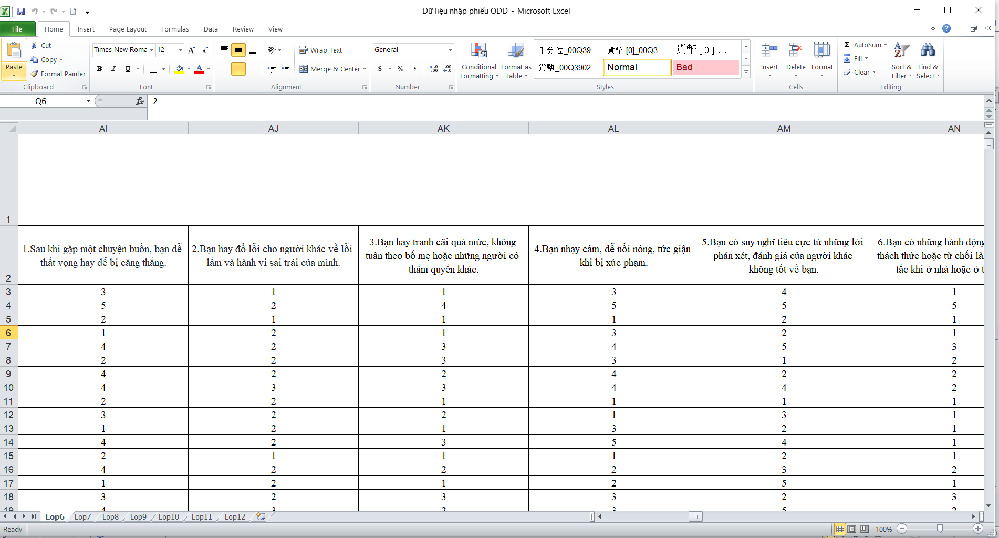 Dữ liệu nhập phiếu ODD - Microsoft Excel
File Home Insert Page Layout Formulas Data Review View
Paste
Cut
Copy
Format Painter
Clipboard
Times New Roma 12
B I U
Font
Wrap Text
Merge & Center
Alignment
General
$ % ,
Number
Conditional Formatting
Format as Table
千分位_00Q39...
貨幣 [0]_00Q3...
貨幣 [0]...
貨幣_00Q3902...
Normal
Bad
Styles
Insert
Delete
Format
Cells
AutoSum
Fill
Clear
Sort & Filter
Find & Select
Editing
Q6 fx 2
AI AJ AK AL AM AN
1
2
1.Sau khi gặp một chuyện buồn, bạn dễ
thất vọng hay dễ bị căng thẳng.
2.Bạn hay đổ lỗi cho người khác về lỗi
lầm và hành vi sai trái của mình.
3.Bạn hay tranh cãi quá mức, không
tuân theo bố mẹ hoặc những người có
thẩm quyền khác.
4.Bạn nhạy cảm, dễ nổi nóng, tức giận
khi bị xúc phạm.
5.Bạn có suy nghĩ tiêu cực từ những lời
phán xét, đánh giá của người khác
không tốt về bạn.
6.Bạn có những hành động
thách thức hoặc từ chối là
tắc khi ở nhà hoặc ở t
3 3 1 1 3 4 1
4 5 2 4 5 5 5
5 2 1 1 1 2 1
6 1 2 1 3 2 1
7 4 2 3 4 5 3
8 2 2 3 3 1 2
9 4 2 2 4 2 2
10 4 3 3 4 4 2
11 2 2 1 1 1 1
12 3 2 2 1 3 1
13 1 2 1 3 2 1
14 4 2 3 5 4 1
15 2 1 1 1 2 1
16 4 2 2 2 3 2
17 1 2 1 2 5 1
18 3 2 3 3 2 3
19 4 3 2 3 5 2
Lop6 Lop7 Lop8 Lop9 Lop10 Lop11 Lop12
Ready
100%